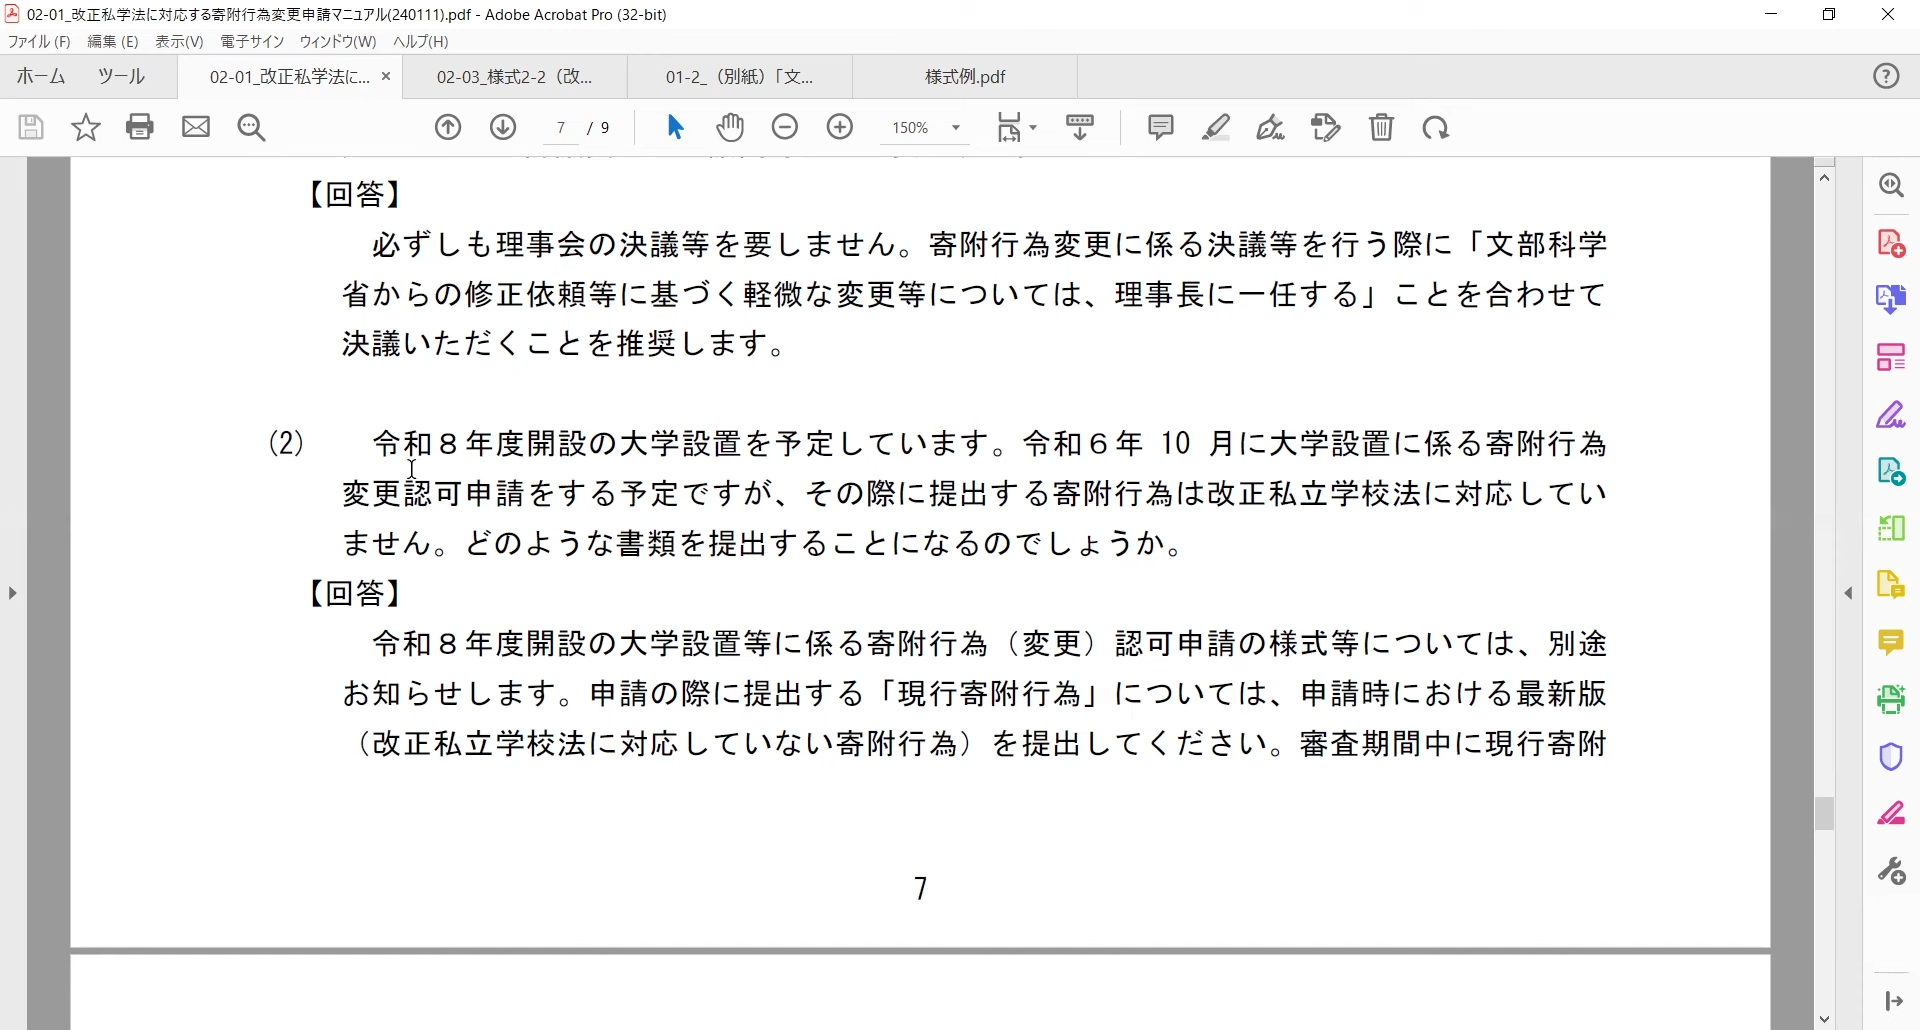 02-01_改正私学法に対応する寄附行為変更申請マニュアル(240111).pdf - Adobe Acrobat Pro (32-bit)
ファイル(F) 編集(E) 表示(V) 電子サイン ウィンドウ(W) ヘルプ(H)
ホーム ツール 02-01_改正私学法に... × 02-03_様式2-2（改... 01-2_（別紙）「文... 様式例.pdf
7 / 9 150%
【回答】
必ずしも理事会の決議等を要しません。寄附行為変更に係る決議等を行う際に「文部科学
省からの修正依頼等に基づく軽微な変更等については、理事長に一任する」ことを合わせて
決議いただくことを推奨します。
(2) 令和８年度開設の大学設置を予定しています。令和６年 10 月に大学設置に係る寄附行為
変更認可申請をする予定ですが、その際に提出する寄附行為は改正私立学校法に対応してい
ません。どのような書類を提出することになるのでしょうか。
【回答】
令和８年度開設の大学設置等に係る寄附行為（変更）認可申請の様式等については、別途
お知らせします。申請の際に提出する「現行寄附行為」については、申請時における最新版
（改正私立学校法に対応していない寄附行為）を提出してください。審査期間中に現行寄附
7